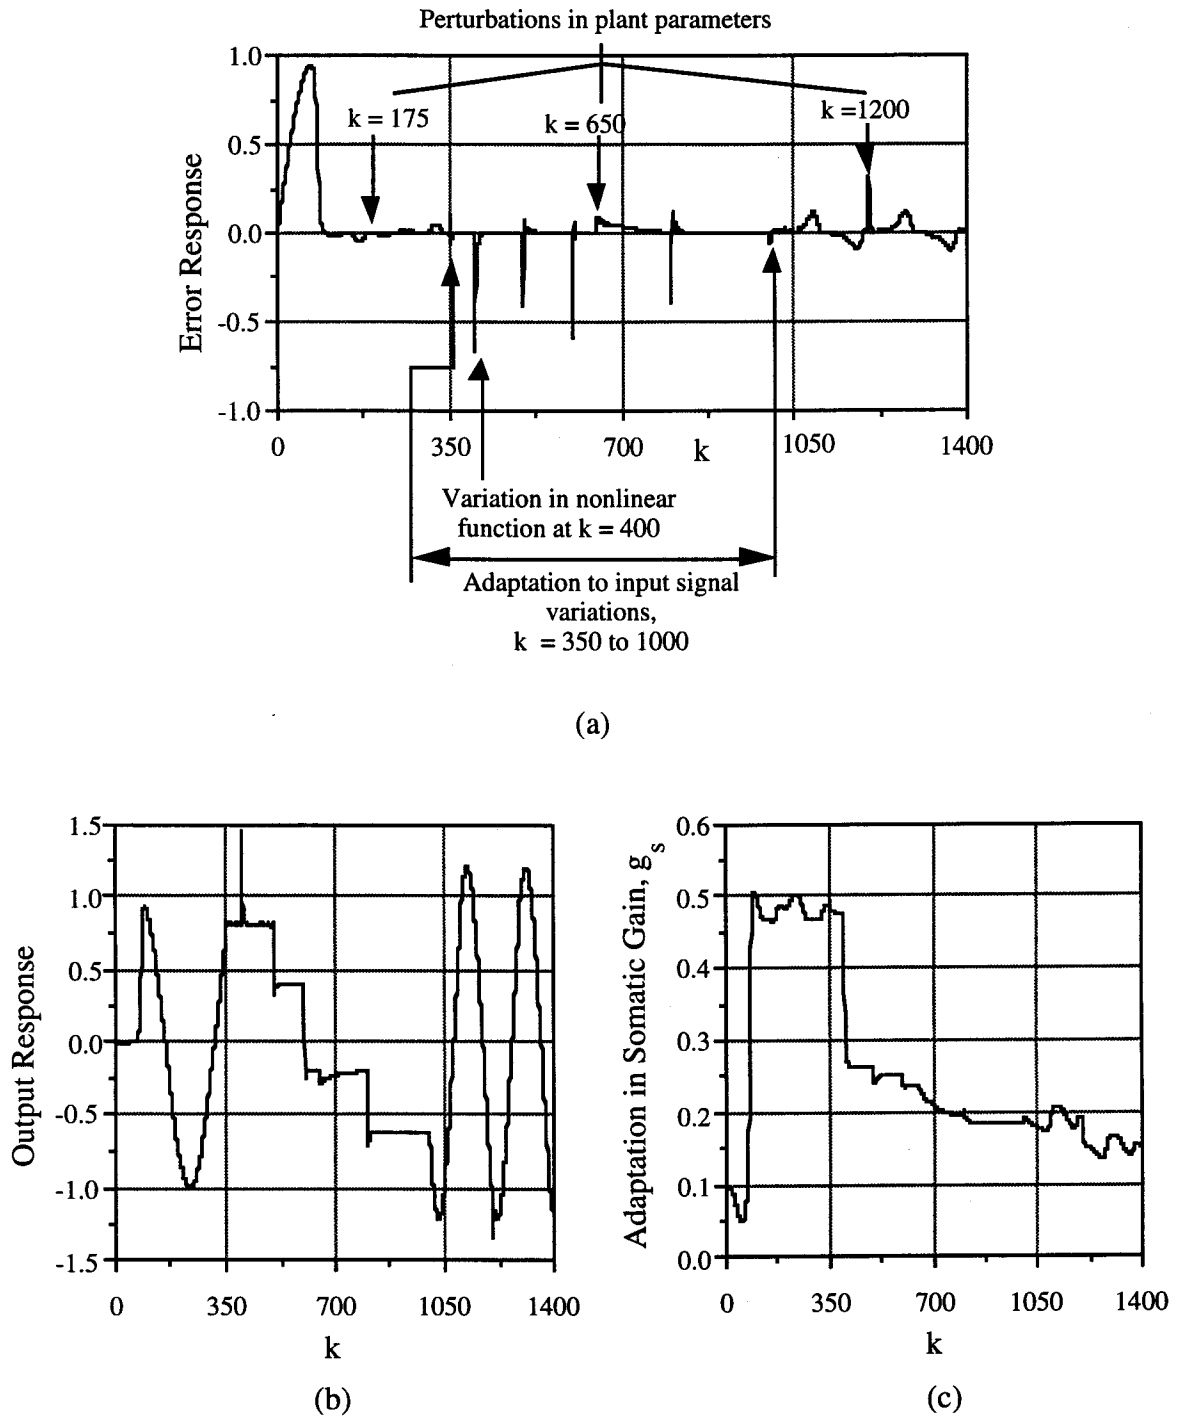 Perturbations in plant parameters
1.0
k = 175
k = 650
k =1200
0.5
0.0
-0.5
-1.0
Error Response
0
350
700
k
1050
1400
Variation in nonlinear
function at k = 400
Adaptation to input signal
variations,
k = 350 to 1000
(a)
1.5
1.0
0.5
0.0
-0.5
-1.0
-1.5
Output Response
0
350
700
1050
1400
k
(b)
0.6
0.5
0.4
0.3
0.2
0.1
0.0
Adaptation in Somatic Gain, gs
0
350
700
1050
1400
k
(c)